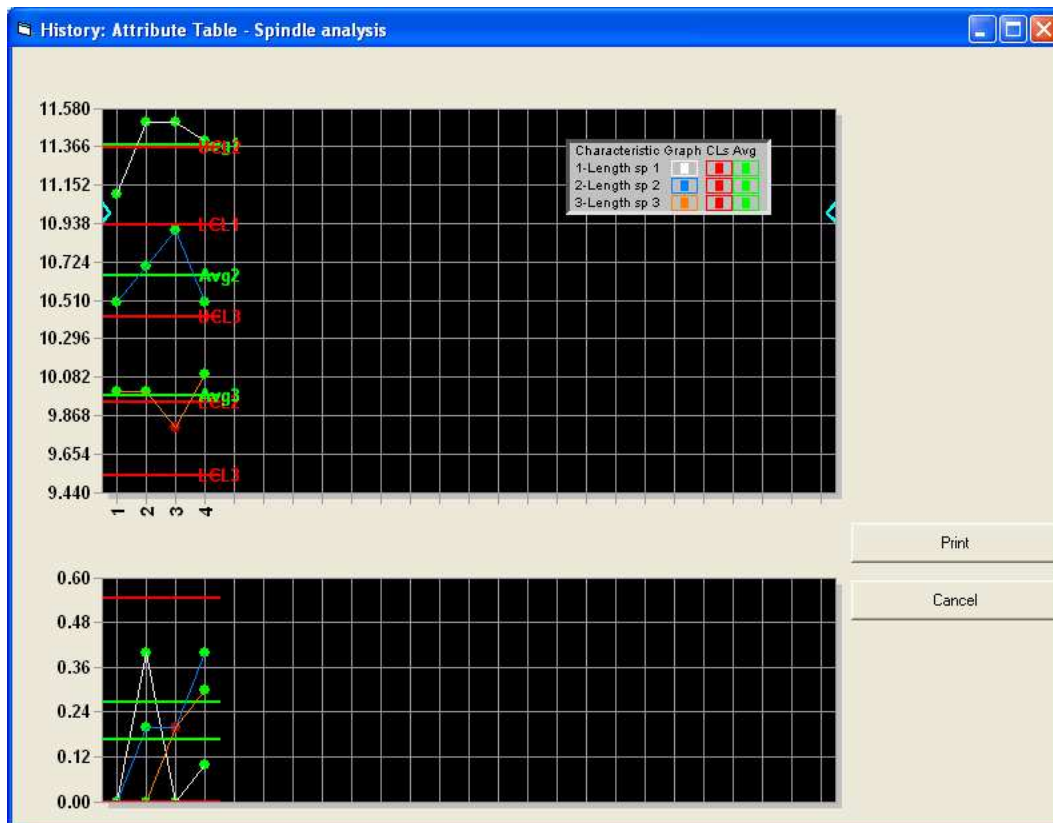 History: Attribute Table - Spindle analysis
11.580
11.366
11.152
10.938
10.724
10.510
10.296
10.082
9.868
9.654
9.440
Characteristic Graph CLs Avg
1-Length sp 1
2-Length sp 2
3-Length sp 3
LCL1
Avg2
UCL3
Avg3
LCL3
1
2
3
4
Print
Cancel
0.60
0.48
0.36
0.24
0.12
0.00